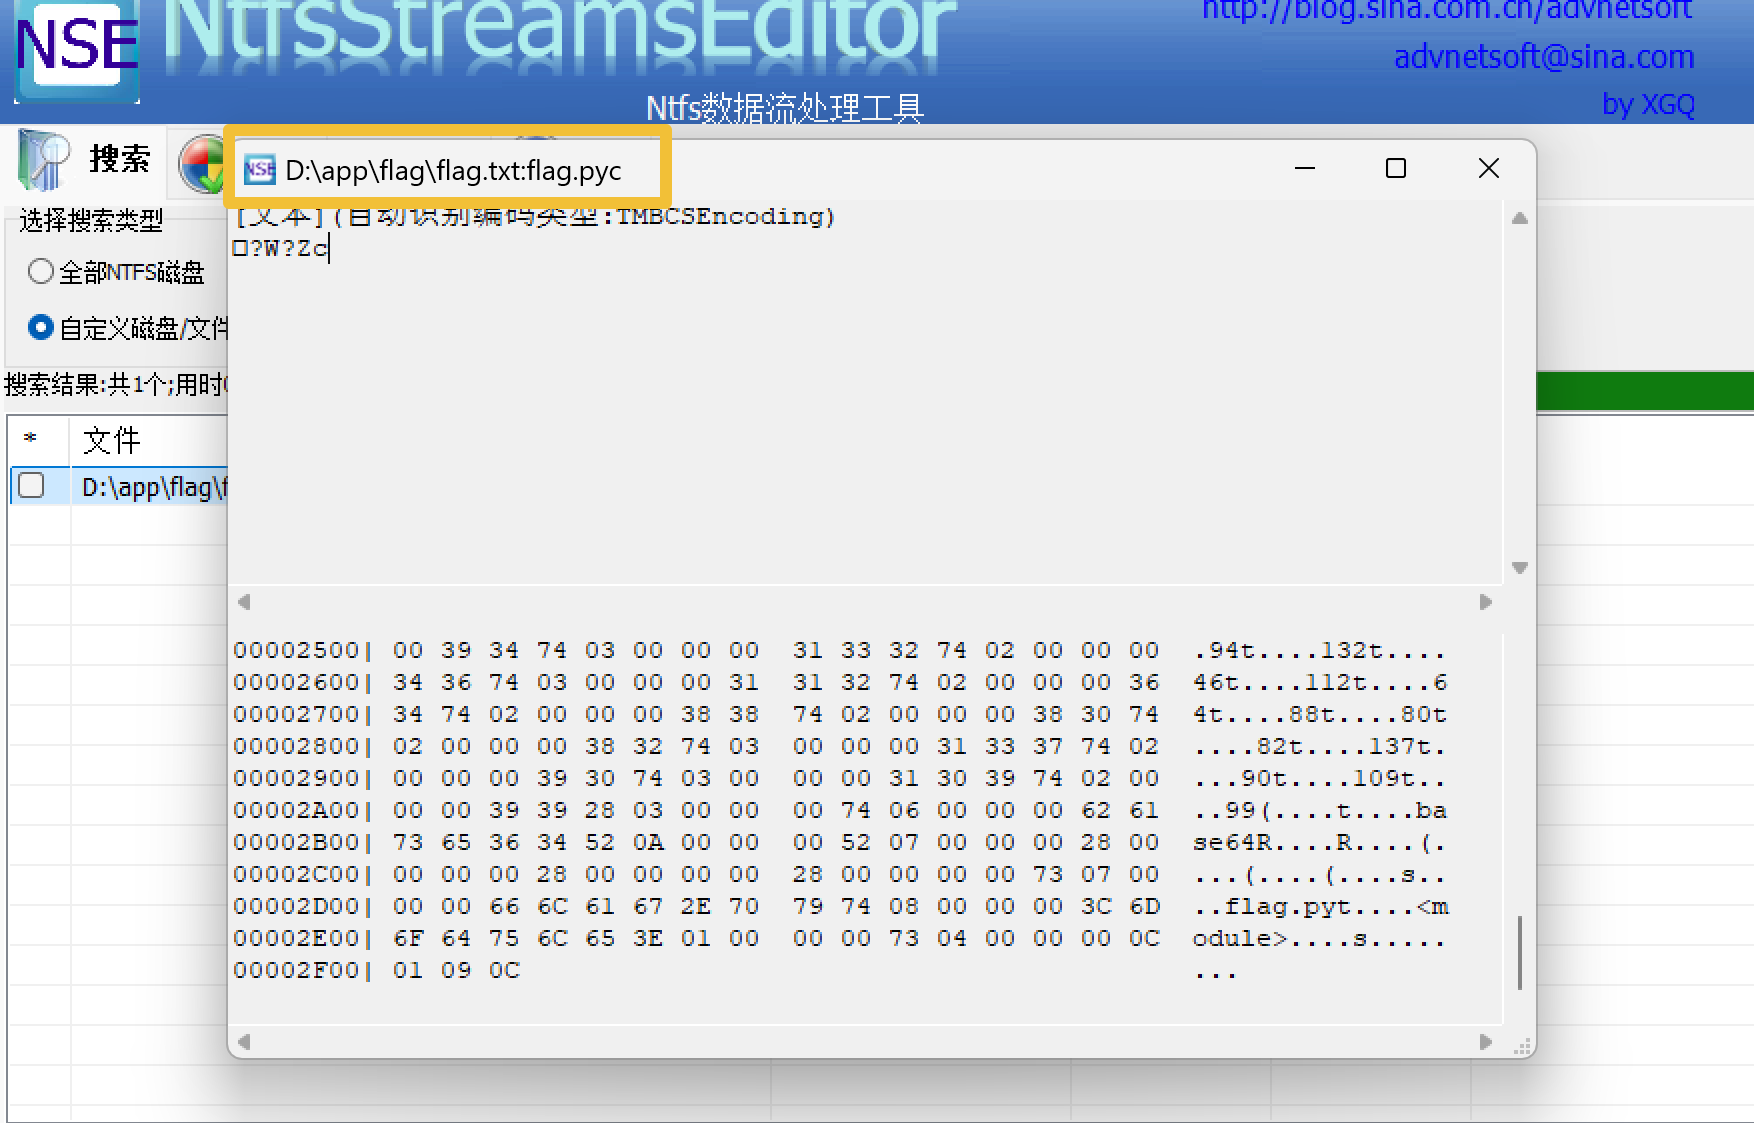 NSE NtfsStreamsEditor
http://blog.sina.com.cn/advnetsoft
advnetsoft@sina.com
Ntfs数据流处理工具
by XGQ
搜索
NSE D:\app\flag\flag.txt:flag.pyc
选择搜索类型
[文本](自动识别编码类型:TMBCSEncoding)
□?W?Zc
全部NTFS磁盘
自定义磁盘/文件
搜索结果:共1个;用时
* 文件
D:\app\flag\f
00002500| 00 39 34 74 03 00 00 00 31 33 32 74 02 00 00 00 .94t....132t....
00002600| 34 36 74 03 00 00 00 31 31 32 74 02 00 00 00 36 46t....112t....6
00002700| 34 74 02 00 00 00 38 38 74 02 00 00 00 38 30 74 4t....88t....80t
00002800| 02 00 00 00 38 32 74 03 00 00 00 31 33 37 74 02 ....82t....137t.
00002900| 00 00 00 39 30 74 03 00 00 00 31 30 39 74 02 00 ...90t....109t..
00002A00| 00 00 39 39 28 03 00 00 00 74 06 00 00 00 62 61 ..99(....t....ba
00002B00| 73 65 36 34 52 0A 00 00 00 52 07 00 00 00 28 00 se64R....R....(.
00002C00| 00 00 00 28 00 00 00 00 28 00 00 00 00 73 07 00 ...(....(....s..
00002D00| 00 00 66 6C 61 67 2E 70 79 74 08 00 00 00 3C 6D ..flag.pyt....<m
00002E00| 6F 64 75 6C 65 3E 01 00 00 00 73 04 00 00 00 0C odule>....s.....
00002F00| 01 09 0C ...